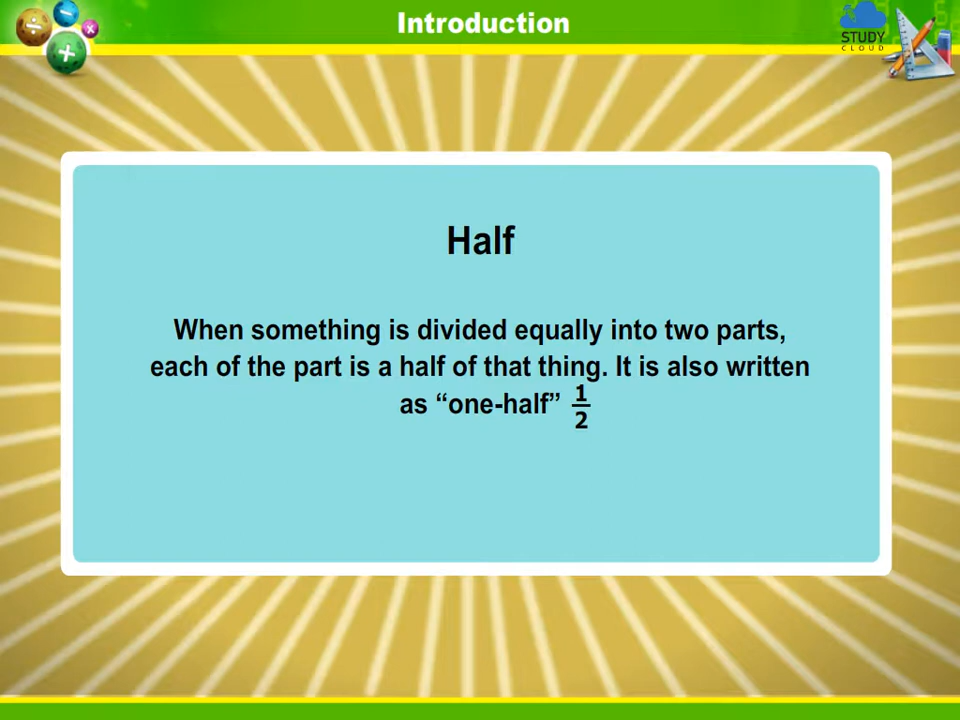 Introduction
STUDY
CLOUD
Half
When something is divided equally into two parts,
each of the part is a half of that thing. It is also written
as “one-half” 1/2